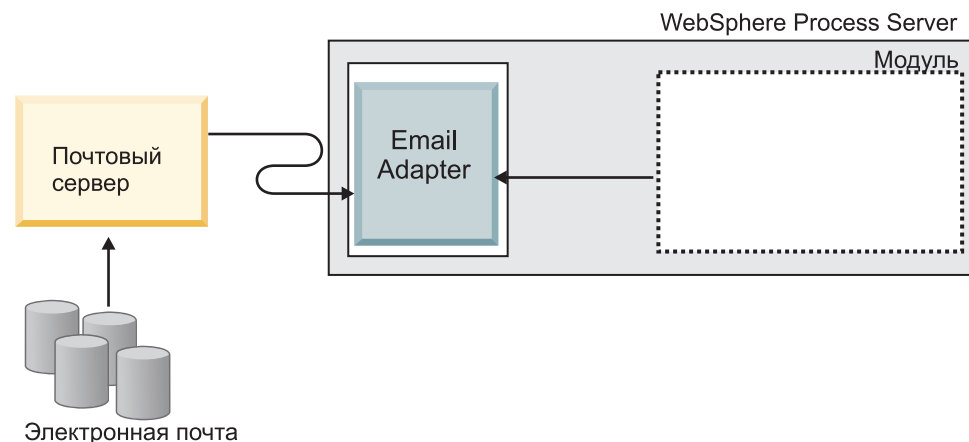 WebSphere Process Server
Модуль
Почтовый
сервер
Email
Adapter
Электронная почта